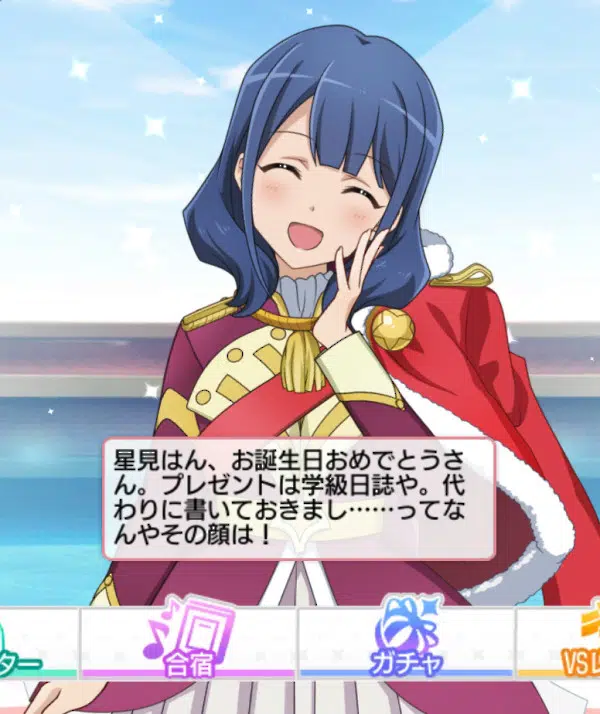 星見はん、お誕生日おめでとうさ
ん。プレゼントは学級日誌や。代
わりに書いておきまし……ってな
んやその顔は！
ター
合宿
ガチャ
VSレ